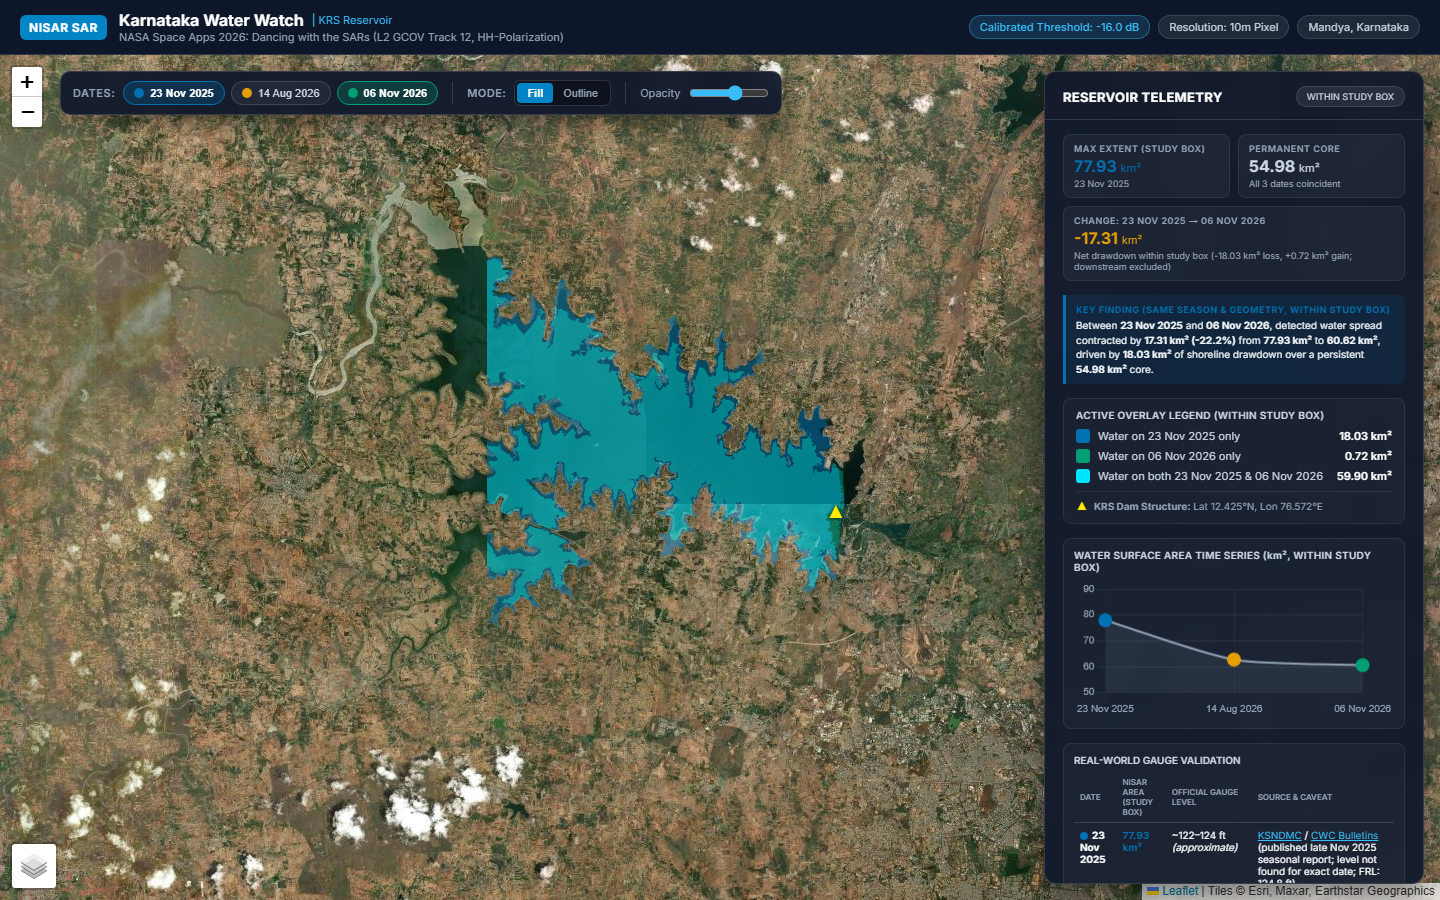 NISAR SAR
Karnataka Water Watch | KRS Reservoir
NASA Space Apps 2026: Dancing with the SARs (L2 GCOV Track 12, HH-Polarization)
Calibrated Threshold: -16.0 dB
Resolution: 10m Pixel
Mandya, Karnataka
+
−
DATES:
23 Nov 2025
14 Aug 2026
06 Nov 2026
MODE:
Fill
Outline
Opacity
RESERVOIR TELEMETRY
WITHIN STUDY BOX
MAX EXTENT (STUDY BOX)
77.93 km²
23 Nov 2025
PERMANENT CORE
54.98 km²
All 3 dates coincident
CHANGE: 23 NOV 2025 → 06 NOV 2026
-17.31 km²
Net drawdown within study box (-18.03 km² loss, +0.72 km² gain;
downstream excluded)
KEY FINDING (SAME SEASON & GEOMETRY, WITHIN STUDY BOX)
Between 23 Nov 2025 and 06 Nov 2026, detected water spread
contracted by 17.31 km² (-22.2%) from 77.93 km² to 60.62 km²,
driven by 18.03 km² of shoreline drawdown over a persistent
54.98 km² core.
ACTIVE OVERLAY LEGEND (WITHIN STUDY BOX)
Water on 23 Nov 2025 only 18.03 km²
Water on 06 Nov 2026 only 0.72 km²
Water on both 23 Nov 2025 & 06 Nov 2026 59.90 km²
KRS Dam Structure: Lat 12.425°N, Lon 76.572°E
WATER SURFACE AREA TIME SERIES (km², WITHIN STUDY
BOX)
90
80
70
60
50
23 Nov 2025
14 Aug 2026
06 Nov 2026
REAL-WORLD GAUGE VALIDATION
DATE
NISAR
AREA
(STUDY
BOX)
OFFICIAL GAUGE
LEVEL
SOURCE & CAVEAT
23
Nov
2025
77.93
km²
~122–124 ft
(approximate)
KSNDMC / CWC Bulletins
(published late Nov 2025
seasonal report; level not
found for exact date; FRL:
124.8 ft)
Leaflet | Tiles © Esri, Maxar, Earthstar Geographics